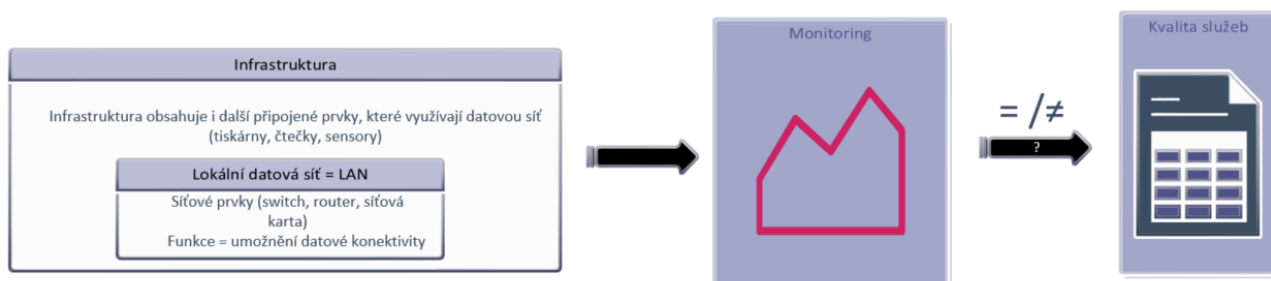 Infrastruktura
Infrastruktura obsahuje i další připojené prvky, které využívají datovou síť
(tiskárny, čtečky, sensory)
Lokální datová síť = LAN
Síťové prvky (switch, router, síťová
karta)
Funkce = umožnění datové konektivity
Monitoring
= /≠
?
Kvalita služeb